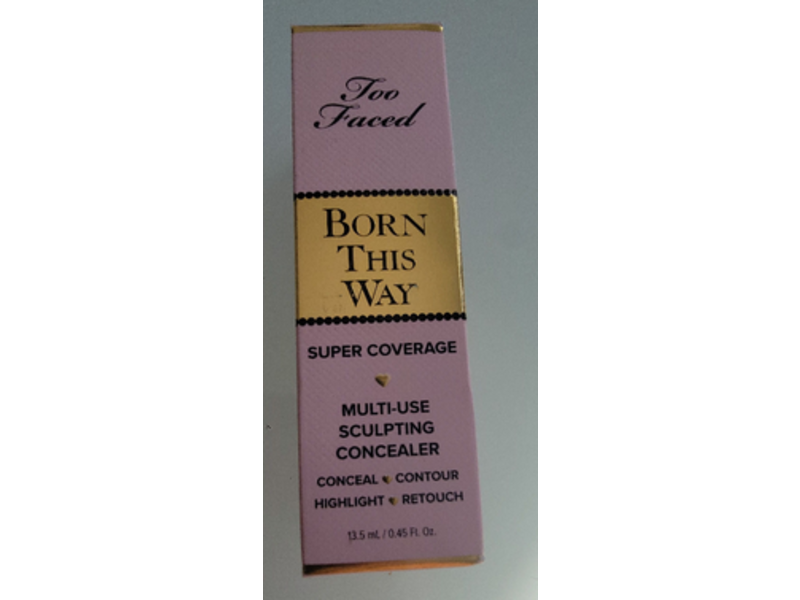 Too
Faced
BORN
THIS
WAY
SUPER COVERAGE
MULTI-USE
SCULPTING
CONCEALER
CONCEAL CONTOUR
HIGHLIGHT RETOUCH
13.5 mL / 0.45 Fl. Oz.